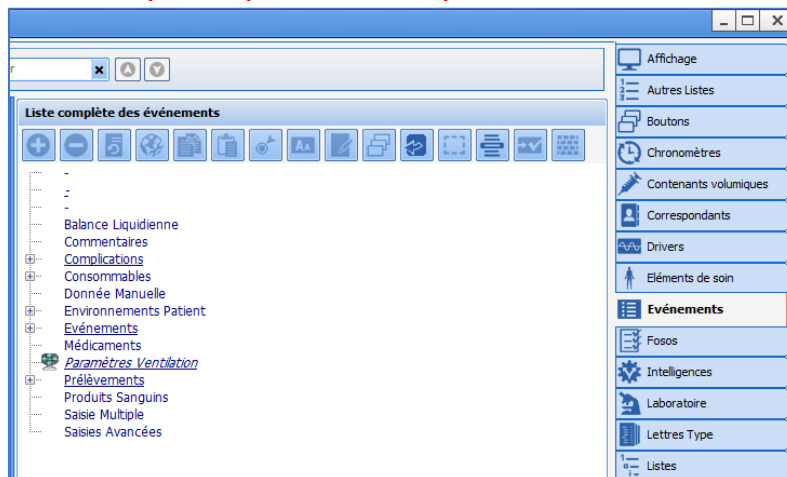 r
Liste complète des événements
-
-
-
Balance Liquidienne
Commentaires
Complications
Consommables
Donnée Manuelle
Environnements Patient
Evénements
Médicaments
Paramètres Ventilation
Prélèvements
Produits Sanguins
Saisie Multiple
Saisies Avancées
Affichage
Autres Listes
Boutons
Chronomètres
Contenants volumiques
Correspondants
Drivers
Eléments de soin
Evénements
Fosos
Intelligences
Laboratoire
Lettres Type
Listes